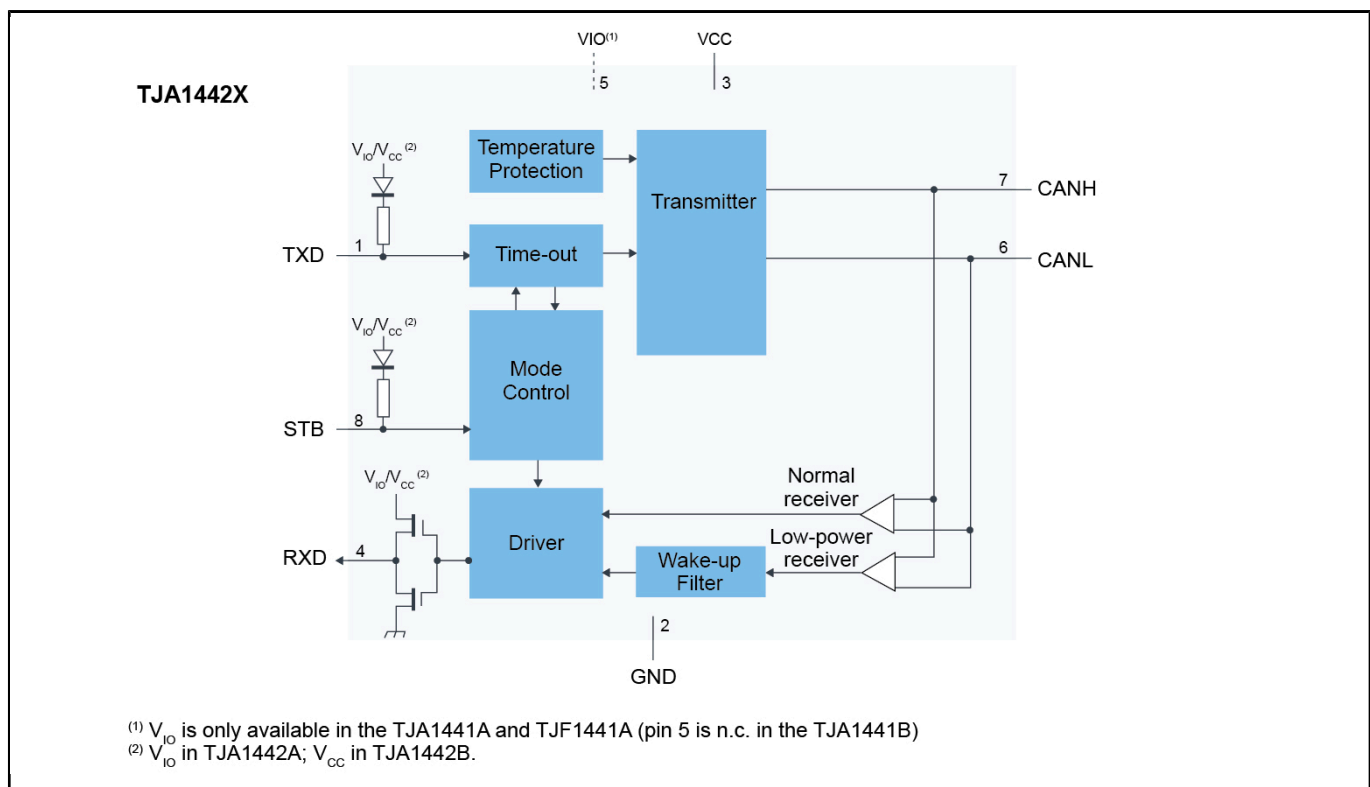 VIO(1)
VCC
5
3
TJA1442X
VIO/VCC (2)
Temperature
Protection
Transmitter
7
CANH
TXD
1
Time-out
6
CANL
VIO/VCC (2)
Mode
Control
STB
8
VIO/VCC (2)
Normal
receiver
RXD
4
Driver
Low-power
receiver
Wake-up
Filter
2
GND
(1) VIO is only available in the TJA1441A and TJF1441A (pin 5 is n.c. in the TJA1441B)
(2) VIO in TJA1442A; VCC in TJA1442B.